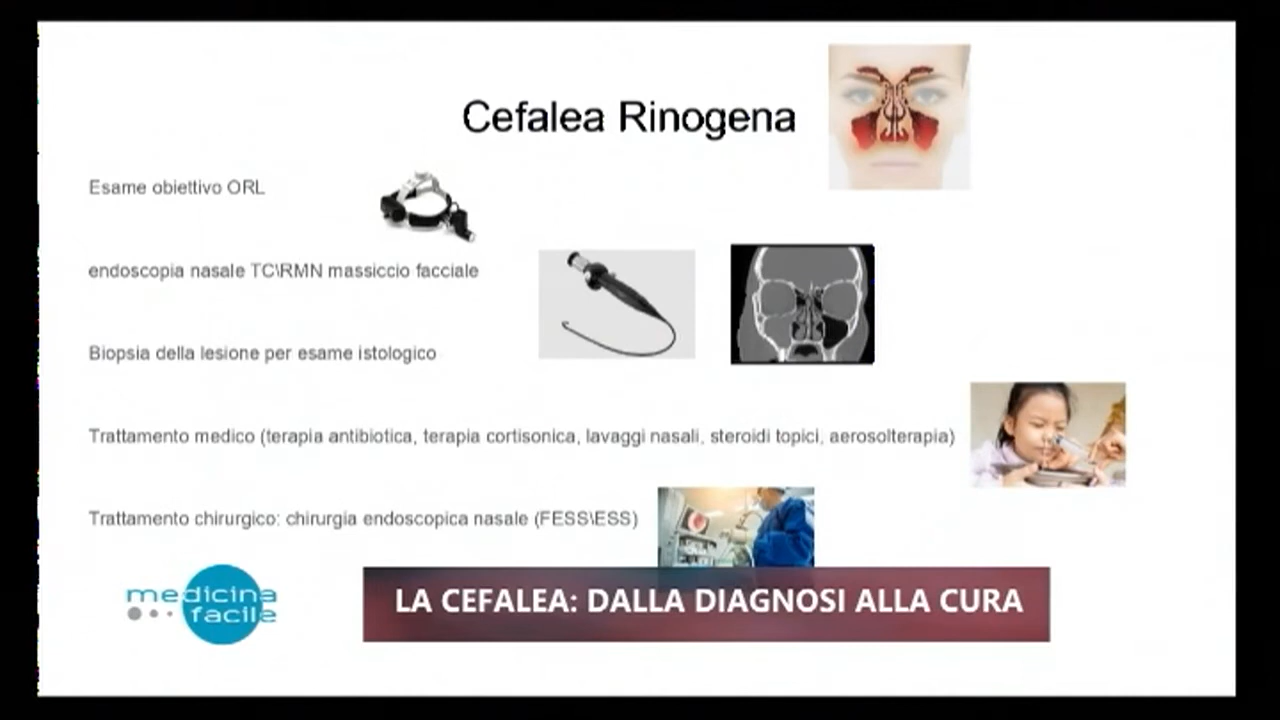 Cefalea Rinogena
Esame obiettivo ORL
endoscopia nasale TC\RMN massiccio facciale
Biopsia della lesione per esame istologico
Trattamento medico (terapia antibiotica, terapia cortisonica, lavaggi nasali, steroidi topici, aerosolterapia)
Trattamento chirurgico: chirurgia endoscopica nasale (FESS\ESS)
medicina
facile
LA CEFALEA: DALLA DIAGNOSI ALLA CURA